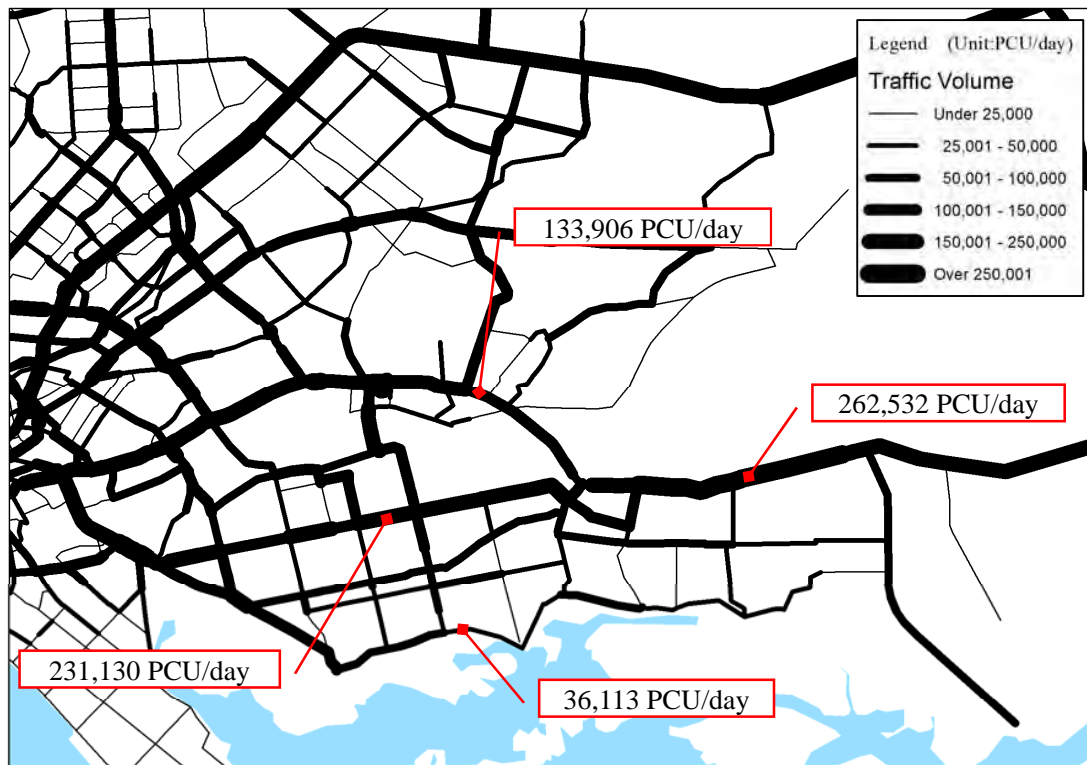 Legend (Unit:PCU/day)
Traffic Volume
Under 25,000
25,001 - 50,000
50,001 - 100,000
100,001 - 150,000
150,001 - 250,000
Over 250,001
133,906 PCU/day
262,532 PCU/day
231,130 PCU/day
36,113 PCU/day